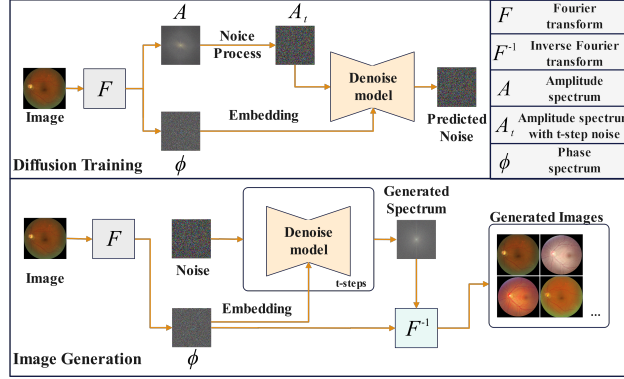 A
Noice
Process
A_t
F
Image
Denoise
model
Embedding
Predicted
Noise
ϕ
Diffusion Training
F Fourier
transform
F⁻¹ Inverse Fourier
transform
A Amplitude
spectrum
A_t Amplitude spectrum
with t-step noise
ϕ Phase
spectrum
Image
F
Noise
Denoise
model
t-steps
Generated
Spectrum
Embedding
ϕ
F⁻¹
Generated Images
...
Image Generation